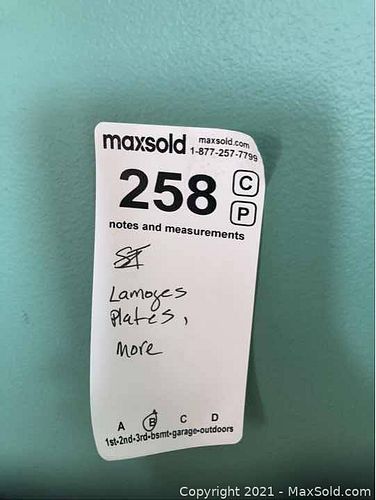 maxsold maxsold.com
1-877-257-7799
258 C
P
notes and measurements
Lamoges
Plates,
more
A B C D
1st-2nd-3rd-bsmt-garage-outdoors
Copyright 2021 - MaxSold.com